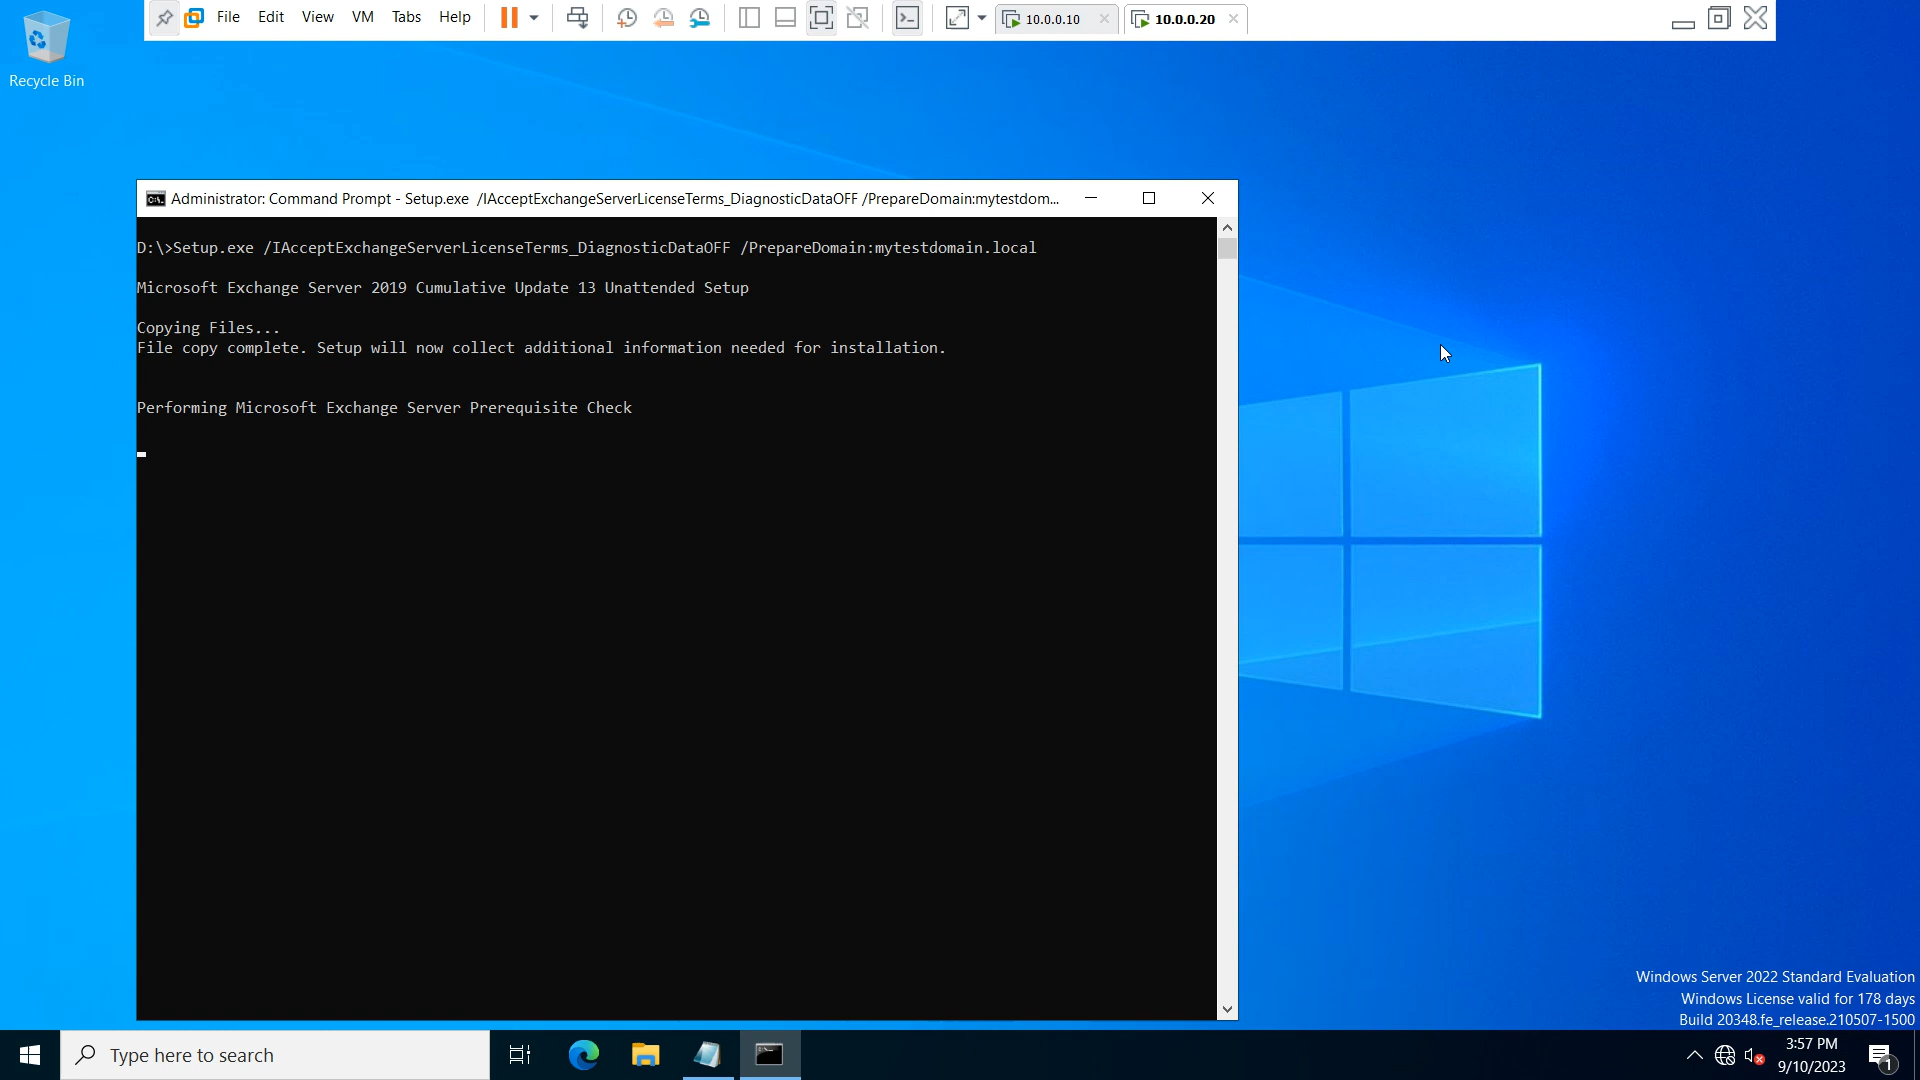 File Edit View VM Tabs Help 10.0.0.10 10.0.0.20
Recycle Bin
Administrator: Command Prompt - Setup.exe /IAcceptExchangeServerLicenseTerms_DiagnosticDataOFF /PrepareDomain:mytestdom...
D:\>Setup.exe /IAcceptExchangeServerLicenseTerms_DiagnosticDataOFF /PrepareDomain:mytestdomain.local
Microsoft Exchange Server 2019 Cumulative Update 13 Unattended Setup
Copying Files...
File copy complete. Setup will now collect additional information needed for installation.
Performing Microsoft Exchange Server Prerequisite Check
Windows Server 2022 Standard Evaluation
Windows License valid for 178 days
Build 20348.fe_release.210507-1500
Type here to search
3:57 PM
9/10/2023
1